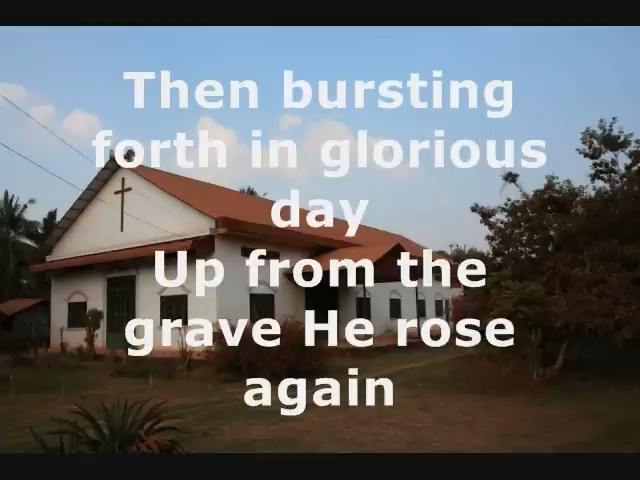 Then bursting
forth in glorious
day
Up from the
grave He rose
again